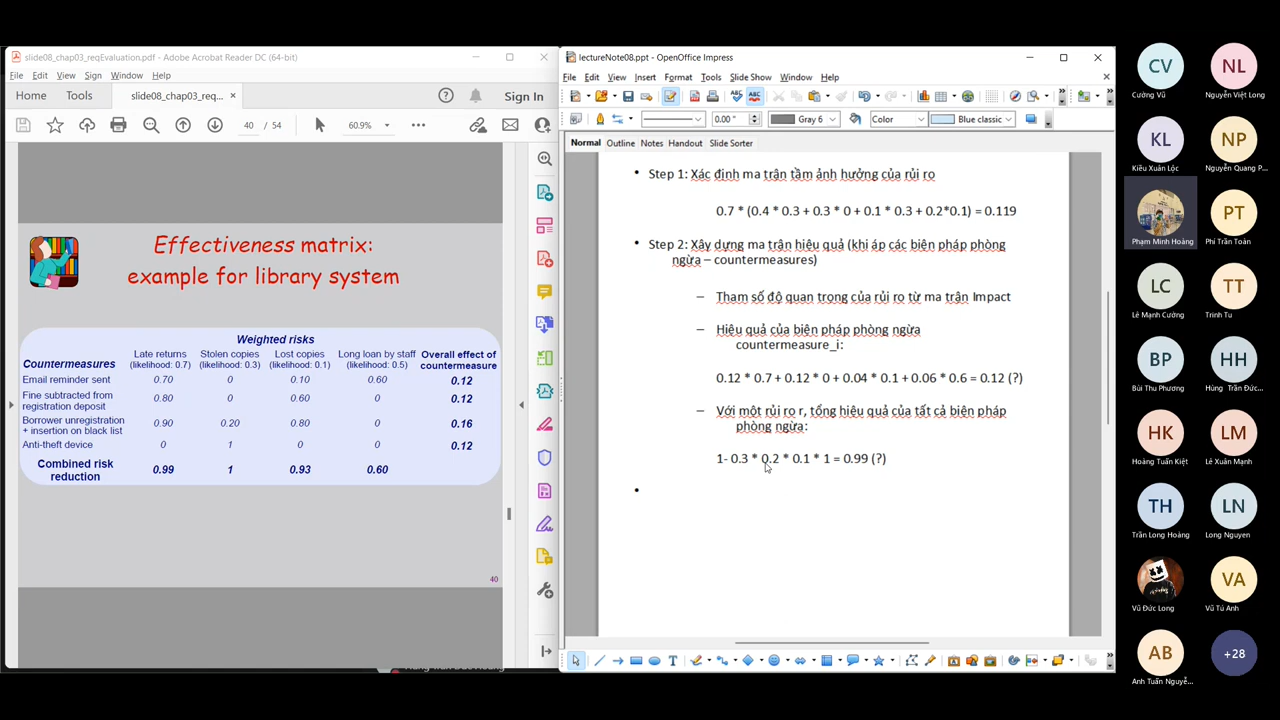 slide08_chap03_reqEvaluation.pdf - Adobe Acrobat Reader DC (64-bit)
File Edit View Sign Window Help
Home Tools slide08_chap03_req... Sign In
40 / 54 60.9%
Effectiveness matrix:
example for library system
Weighted risks
Countermeasures Late returns (likelihood: 0.7) Stolen copies (likelihood: 0.3) Lost copies (likelihood: 0.1) Long loan by staff (likelihood: 0.5) Overall effect of countermeasure
Email reminder sent 0.70 0 0.10 0.60 0.12
Fine subtracted from registration deposit 0.80 0 0.60 0 0.12
Borrower unregistration + insertion on black list 0.90 0.20 0.80 0 0.16
Anti-theft device 0 1 0 0 0.12
Combined risk reduction 0.99 1 0.93 0.60
40
lectureNote08.ppt - OpenOffice Impress
File Edit View Insert Format Tools Slide Show Window Help
0.00 " Gray 6 Color Blue classic
Normal Outline Notes Handout Slide Sorter
• Step 1: Xác định ma trận tầm ảnh hưởng của rủi ro
0.7 * (0.4 * 0.3 + 0.3 * 0 + 0.1 * 0.3 + 0.2*0.1) = 0.119
• Step 2: Xây dựng ma trận hiệu quả (khi áp các biện pháp phòng
ngừa – countermeasures)
– Tham số độ quan trong của rủi ro từ ma trận Impact
– Hiệu quả của biện pháp phòng ngừa
countermeasure_i:
0.12 * 0.7 + 0.12 * 0 + 0.04 * 0.1 + 0.06 * 0.6 = 0.12 (?)
– Với một rủi ro r, tổng hiệu quả của tất cả biện pháp
phòng ngừa:
1- 0.3 * 0.2 * 0.1 * 1 = 0.99 (?)
•
CV NL
Cường Vũ Nguyễn Việt Long
KL NP
Kiều Xuân Lộc Nguyễn Quang P...
PT
Phạm Minh Hoàng Phí Trần Toàn
LC TT
Lê Mạnh Cường Trinh Tu
BP HH
Bùi Thu Phương Hùng Trần Đức...
HK LM
Hoàng Tuấn Kiệt Lê Xuân Mạnh
TH LN
Trần Long Hoàng Long Nguyen
VA
Vũ Đức Long Vũ Tú Anh
AB +28
Anh Tuấn Nguyễ...